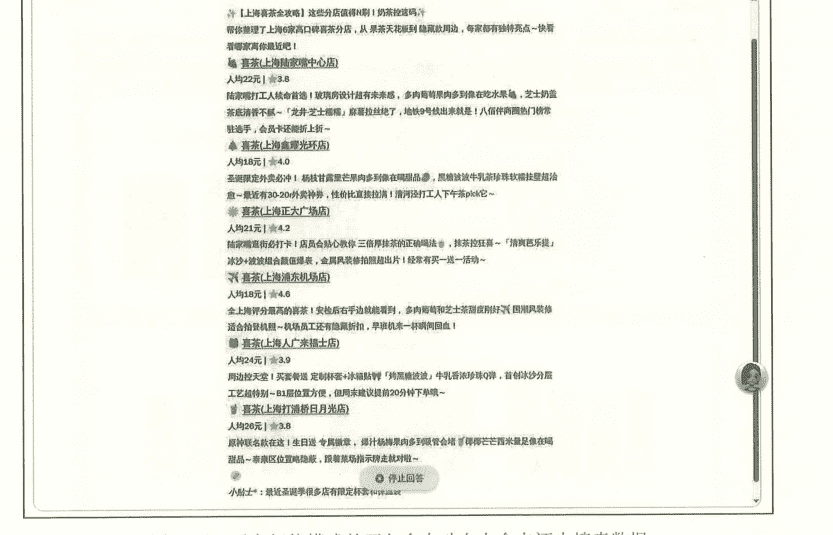 ✨【上海喜茶全攻略】这些分店值得N刷！奶茶控速码✨
帮你整理了上海6家高口碑喜茶分店，从 果茶天花板到 隐藏款周边，每家都有独特亮点～快看
看哪家离你最近吧！
喜茶(上海陆家嘴中心店)
人均22元 | ⭐3.8
陆家嘴打工人续命首选！玻璃房设计超有未来感， 多肉葡萄果肉多到像在吃水果🍇，芝士奶盖
茶底清香不腻～「龙井·芝士糯糯」麻薯拉丝绝了，地铁9号线出来就是！八佰伴商圈热门榜常
驻选手，会员卡还能折上折～
🎄 喜茶(上海鑫耀光环店)
人均18元 | ⭐4.0
圣诞限定外卖必冲！ 杨枝甘露里芒果肉多到像在喝甜品，黑糖波波牛乳茶珍珠软糯挂壁超治
愈～最近有30-20r外卖神券，性价比直接拉满！漕河泾打工人下午茶pick它～
喜茶(上海正大广场店)
人均21元 | ⭐4.2
陆家嘴逛街必打卡！店员会贴心教你 三倍厚抹茶的正确喝法🍵，抹茶控狂喜～「清爽芭乐提」
冰沙+波波组合颜值爆表，金属风装修拍照超出片！经常有买一送一活动～
✈️ 喜茶(上海浦东机场店)
人均18元 | ⭐4.6
全上海评分最高的喜茶！安检后右手边就能看到， 多肉葡萄和芝士茶甜度刚好✈️ 国潮风装修
适合拍登机照～机场员工还有隐藏折扣，早班机来一杯瞬间回血！
喜茶(上海人广来福士店)
人均24元 | ⭐3.9
周边控天堂！买套餐送 定制杯套+冰箱贴「烤黑糖波波」牛乳香浓珍珠Q弹，首创冰沙分层
工艺超特别～B1层位置方便，但周末建议提前20分钟下单哦～
喜茶(上海打浦桥日月光店)
人均26元 | ⭐3.8
原神联名款在这！生日送 专属徽章， 爆汁杨梅果肉多到吸管会堵 椰椰芒芒西米量足像在喝
甜品～泰康区位置略隐蔽，跟着菜场指示牌走就对啦～
停止回答
小贴士*：最近圣诞季很多店有限定杯套和保温袋